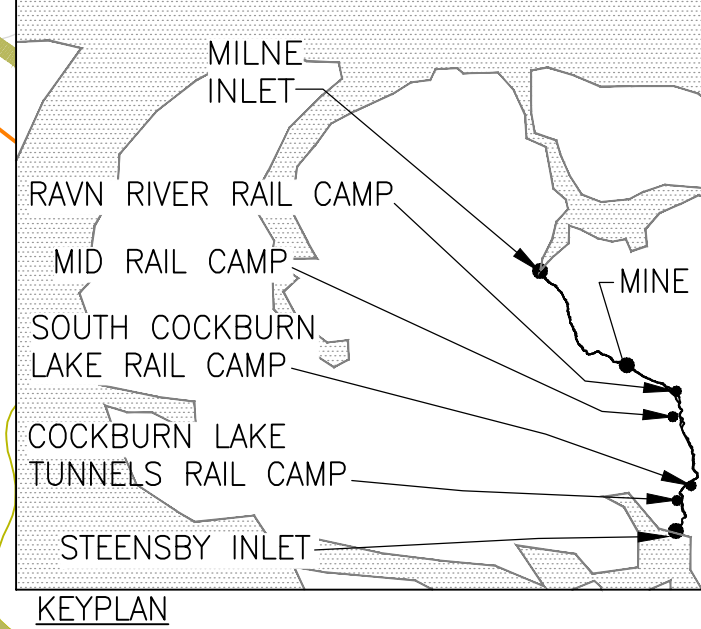 MILNE
INLET
RAVN RIVER RAIL CAMP
MID RAIL CAMP
MINE
SOUTH COCKBURN
LAKE RAIL CAMP
COCKBURN LAKE
TUNNELS RAIL CAMP
STEENSBY INLET
KEYPLAN